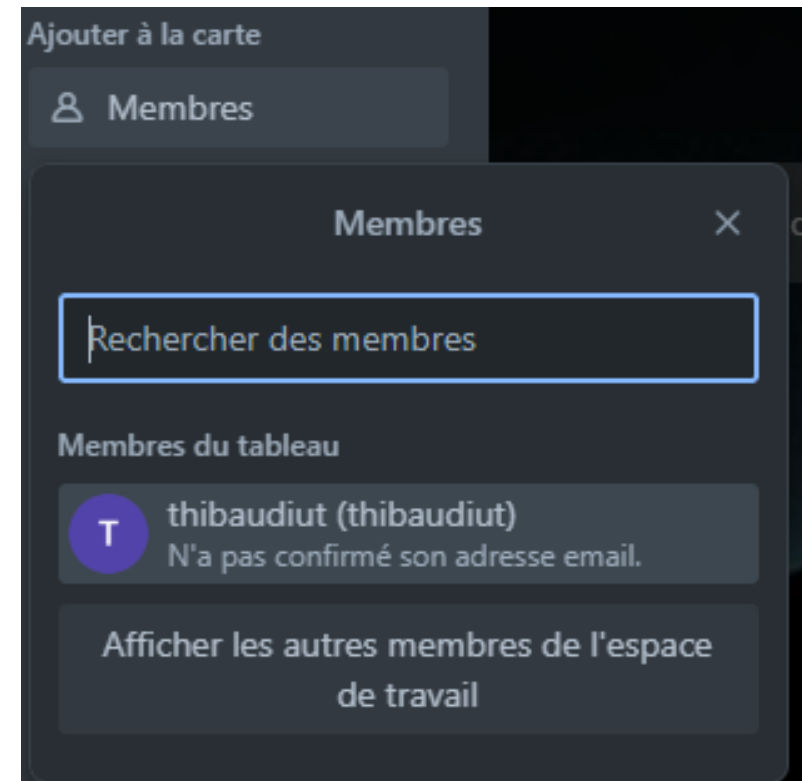 Ajouter à la carte
Membres
Membres
Rechercher des membres
Membres du tableau
T
thibaudiut (thibaudiut)
N'a pas confirmé son adresse email.
Afficher les autres membres de l'espace
de travail